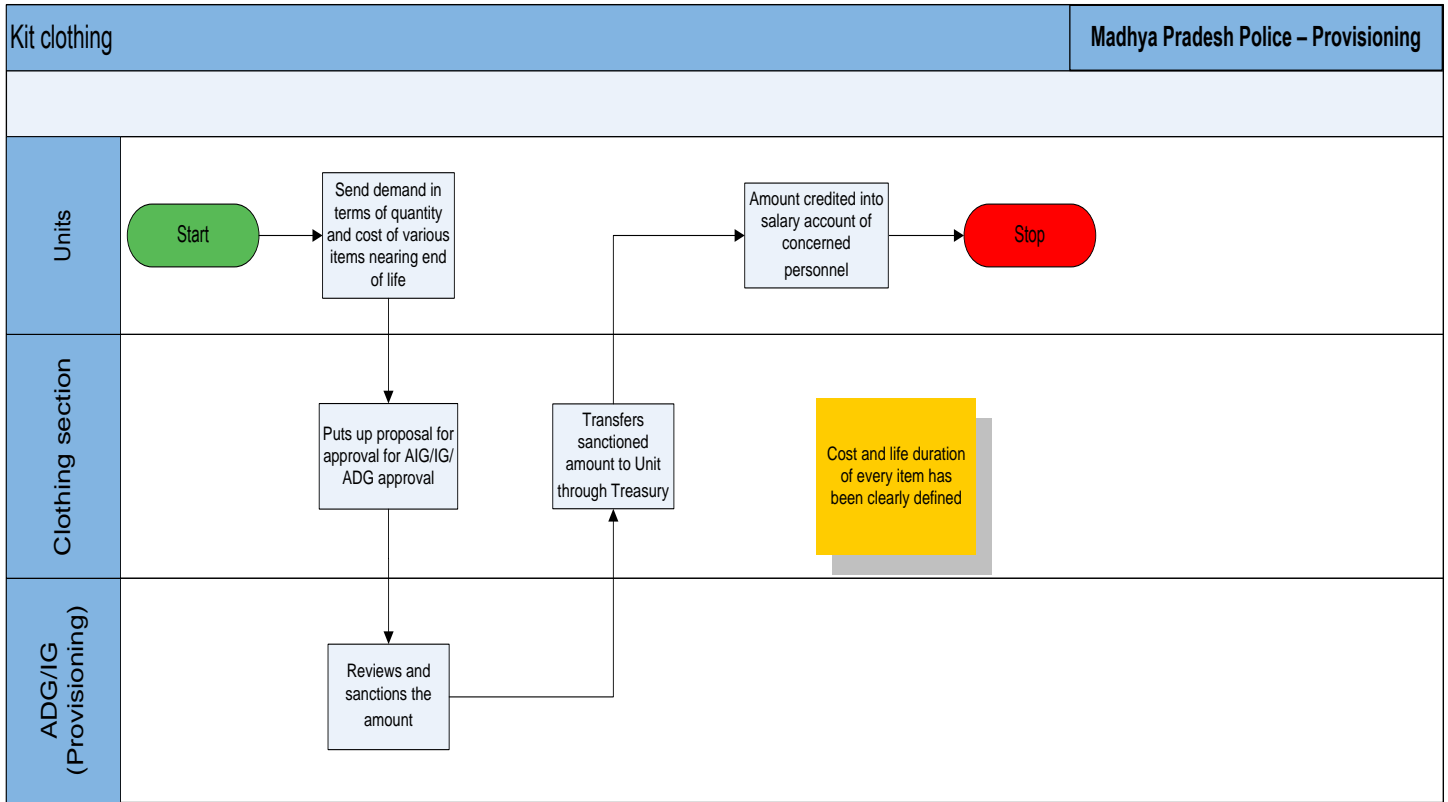 Kit clothing
Madhya Pradesh Police – Provisioning
Units
Start
Send demand in
terms of quantity
and cost of various
items nearing end
of life
Amount credited into
salary account of
concerned
personnel
Stop
Clothing section
Puts up proposal for
approval for AIG/IG/
ADG approval
Transfers
sanctioned
amount to Unit
through Treasury
Cost and life duration
of every item has
been clearly defined
ADG/IG
(Provisioning)
Reviews and
sanctions the
amount